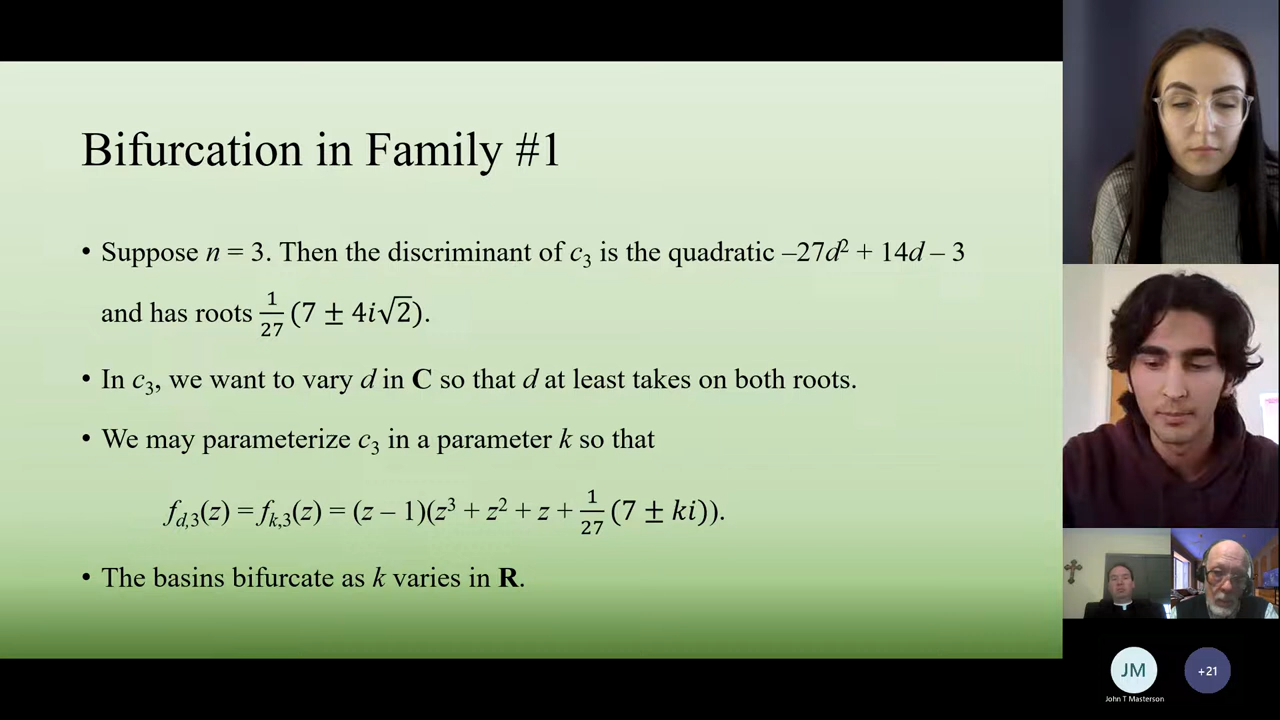 Bifurcation in Family #1
• Suppose n = 3. Then the discriminant of c₃ is the quadratic –27d² + 14d – 3
and has roots 1/27 (7 ± 4i√2).
• In c₃, we want to vary d in C so that d at least takes on both roots.
• We may parameterize c₃ in a parameter k so that
f_{d,3}(z) = f_{k,3}(z) = (z – 1)(z³ + z² + z + 1/27 (7 ± ki)).
• The basins bifurcate as k varies in R.
JM
+21
John T Masterson